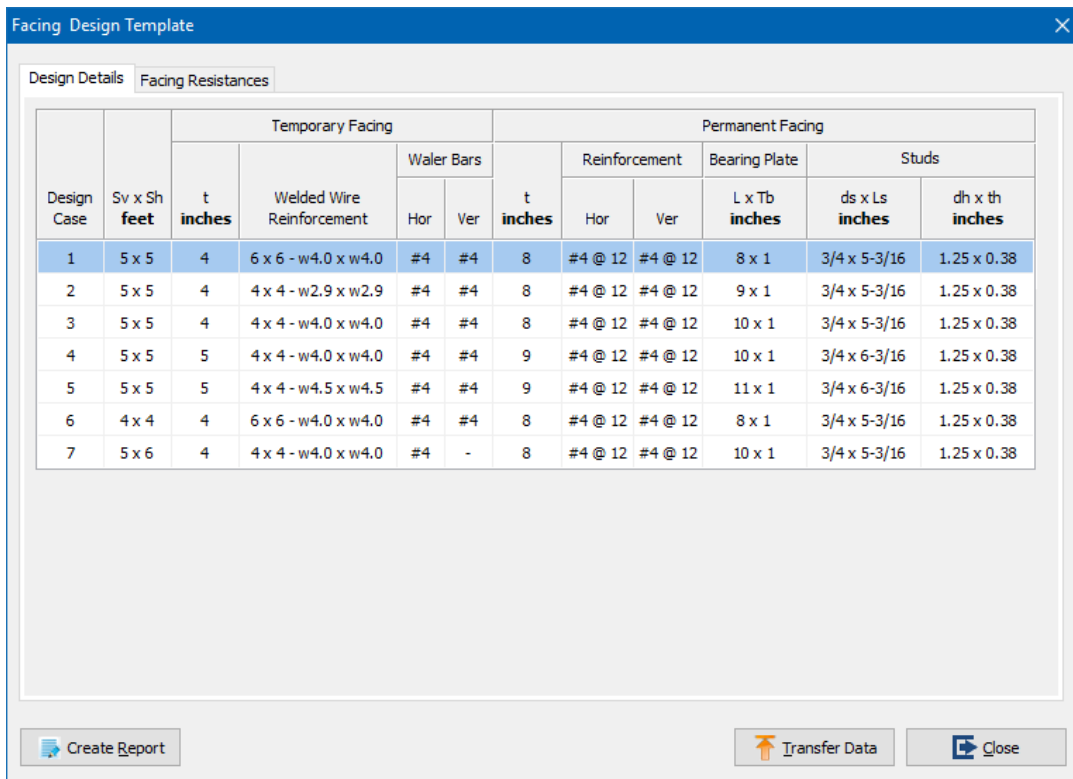 Facing Design Template
Design Details Facing Resistances
Temporary Facing Permanent Facing
Waler Bars Reinforcement Bearing Plate Studs
Design Sv x Sh t Welded Wire t L x Tb ds x Ls dh x th
Case feet inches Reinforcement Hor Ver inches Hor Ver inches inches inches
1 5 x 5 4 6 x 6 - w4.0 x w4.0 #4 #4 8 #4 @ 12 #4 @ 12 8 x 1 3/4 x 5-3/16 1.25 x 0.38
2 5 x 5 4 4 x 4 - w2.9 x w2.9 #4 #4 8 #4 @ 12 #4 @ 12 9 x 1 3/4 x 5-3/16 1.25 x 0.38
3 5 x 5 4 4 x 4 - w4.0 x w4.0 #4 #4 8 #4 @ 12 #4 @ 12 10 x 1 3/4 x 5-3/16 1.25 x 0.38
4 5 x 5 5 4 x 4 - w4.0 x w4.0 #4 #4 9 #4 @ 12 #4 @ 12 10 x 1 3/4 x 6-3/16 1.25 x 0.38
5 5 x 5 5 4 x 4 - w4.5 x w4.5 #4 #4 9 #4 @ 12 #4 @ 12 11 x 1 3/4 x 6-3/16 1.25 x 0.38
6 4 x 4 4 6 x 6 - w4.0 x w4.0 #4 #4 8 #4 @ 12 #4 @ 12 8 x 1 3/4 x 5-3/16 1.25 x 0.38
7 5 x 6 4 4 x 4 - w4.0 x w4.0 #4 - 8 #4 @ 12 #4 @ 12 10 x 1 3/4 x 5-3/16 1.25 x 0.38
Create Report Transfer Data Close